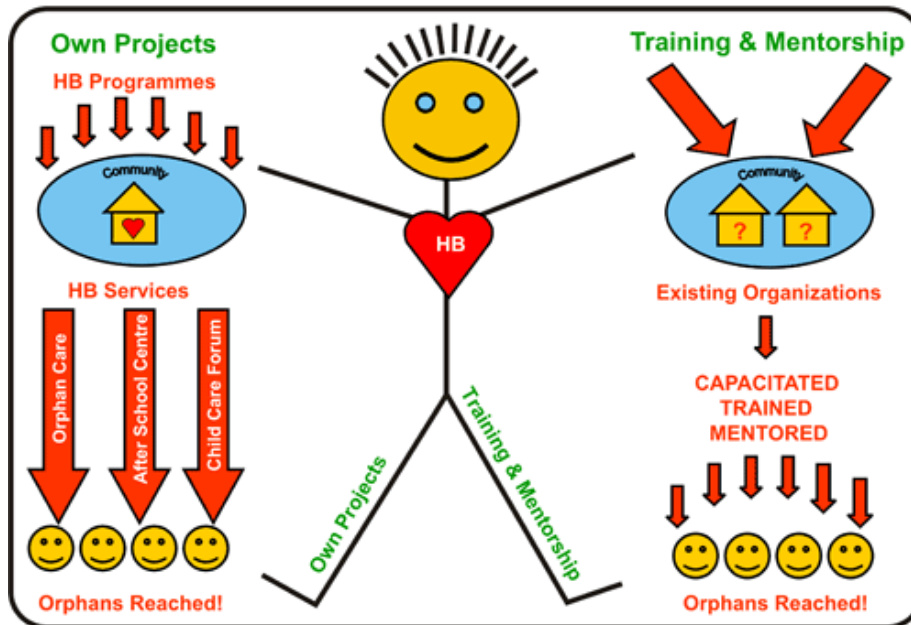 Own Projects
HB Programmes
Community
HB Services
Orphan Care
After School Centre
Child Care Forum
Orphans Reached!
HB
Own Projects
Training & Mentorship
Training & Mentorship
Community
?
?
Existing Organizations
CAPACITATED
TRAINED
MENTORED
Orphans Reached!